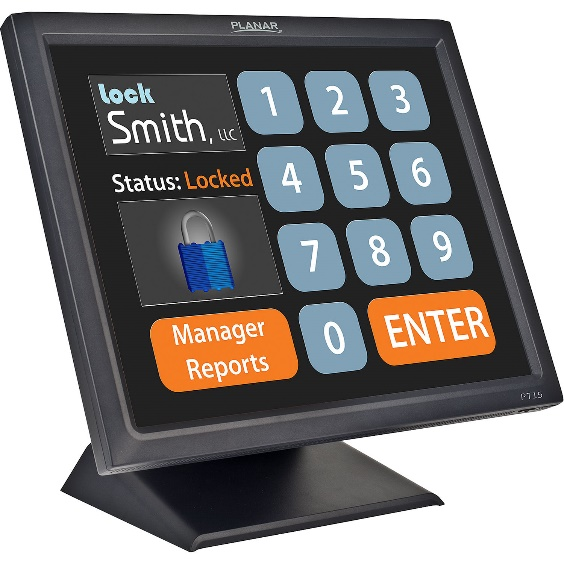 PLANAR
lock
Smith, LLC
Status: Locked
1 2 3
4 5 6
7 8 9
Manager
Reports
0
ENTER